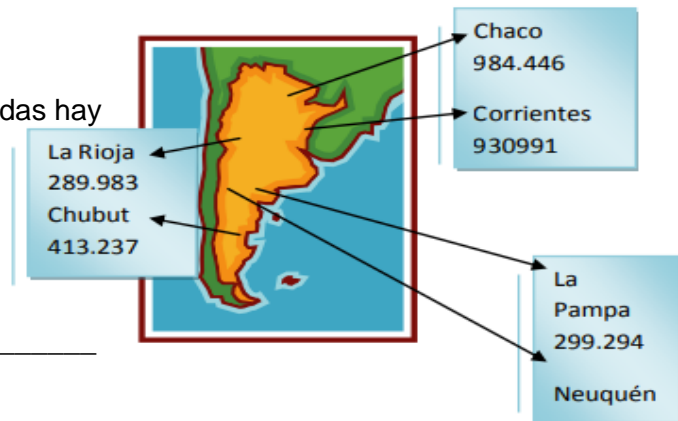 das hay
La Rioja
289.983
Chubut
413.237
Chaco
984.446
Corrientes
930991
La
Pampa
299.294
Neuquén